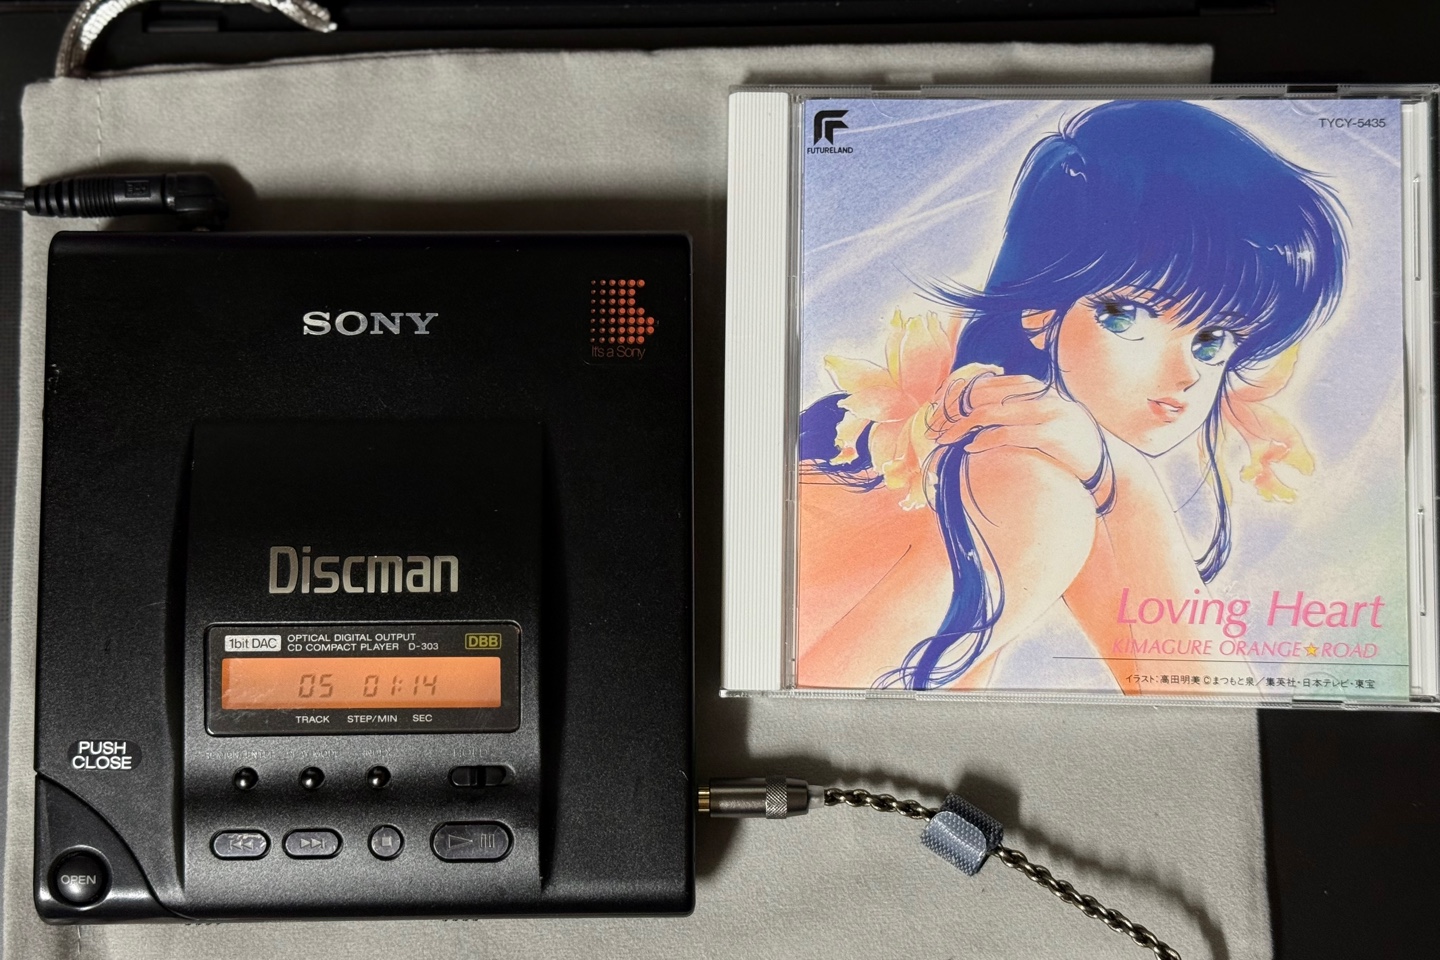 SONY
It's a Sony
Discman
1bit DAC
OPTICAL DIGITAL OUTPUT
CD COMPACT PLAYER D-303
DBB
05 01:14
TRACK STEP/MIN SEC
PUSH
CLOSE
OPEN
FUTURELAND
TYCY-5435
Loving Heart
KIMAGURE ORANGE★ROAD
イラスト:高田明美 ©まつもと泉/集英社・日本テレビ・東宝